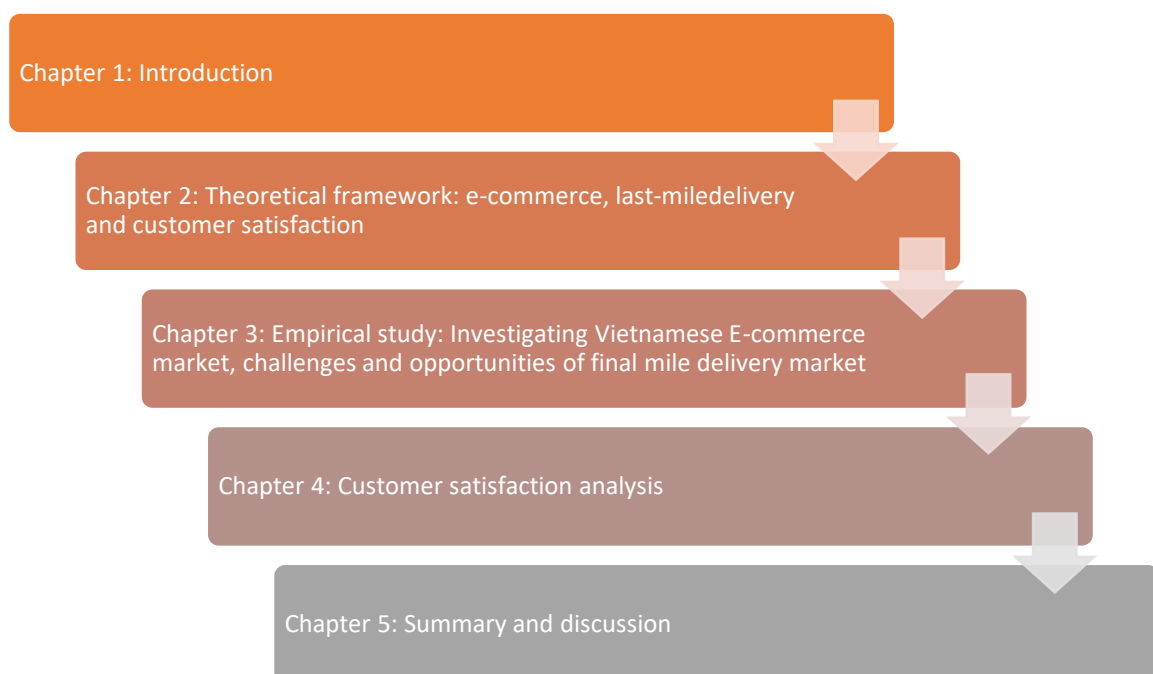 Chapter 1: Introduction
Chapter 2: Theoretical framework: e-commerce, last-miledelivery
and customer satisfaction
Chapter 3: Empirical study: Investigating Vietnamese E-commerce
market, challenges and opportunities of final mile delivery market
Chapter 4: Customer satisfaction analysis
Chapter 5: Summary and discussion